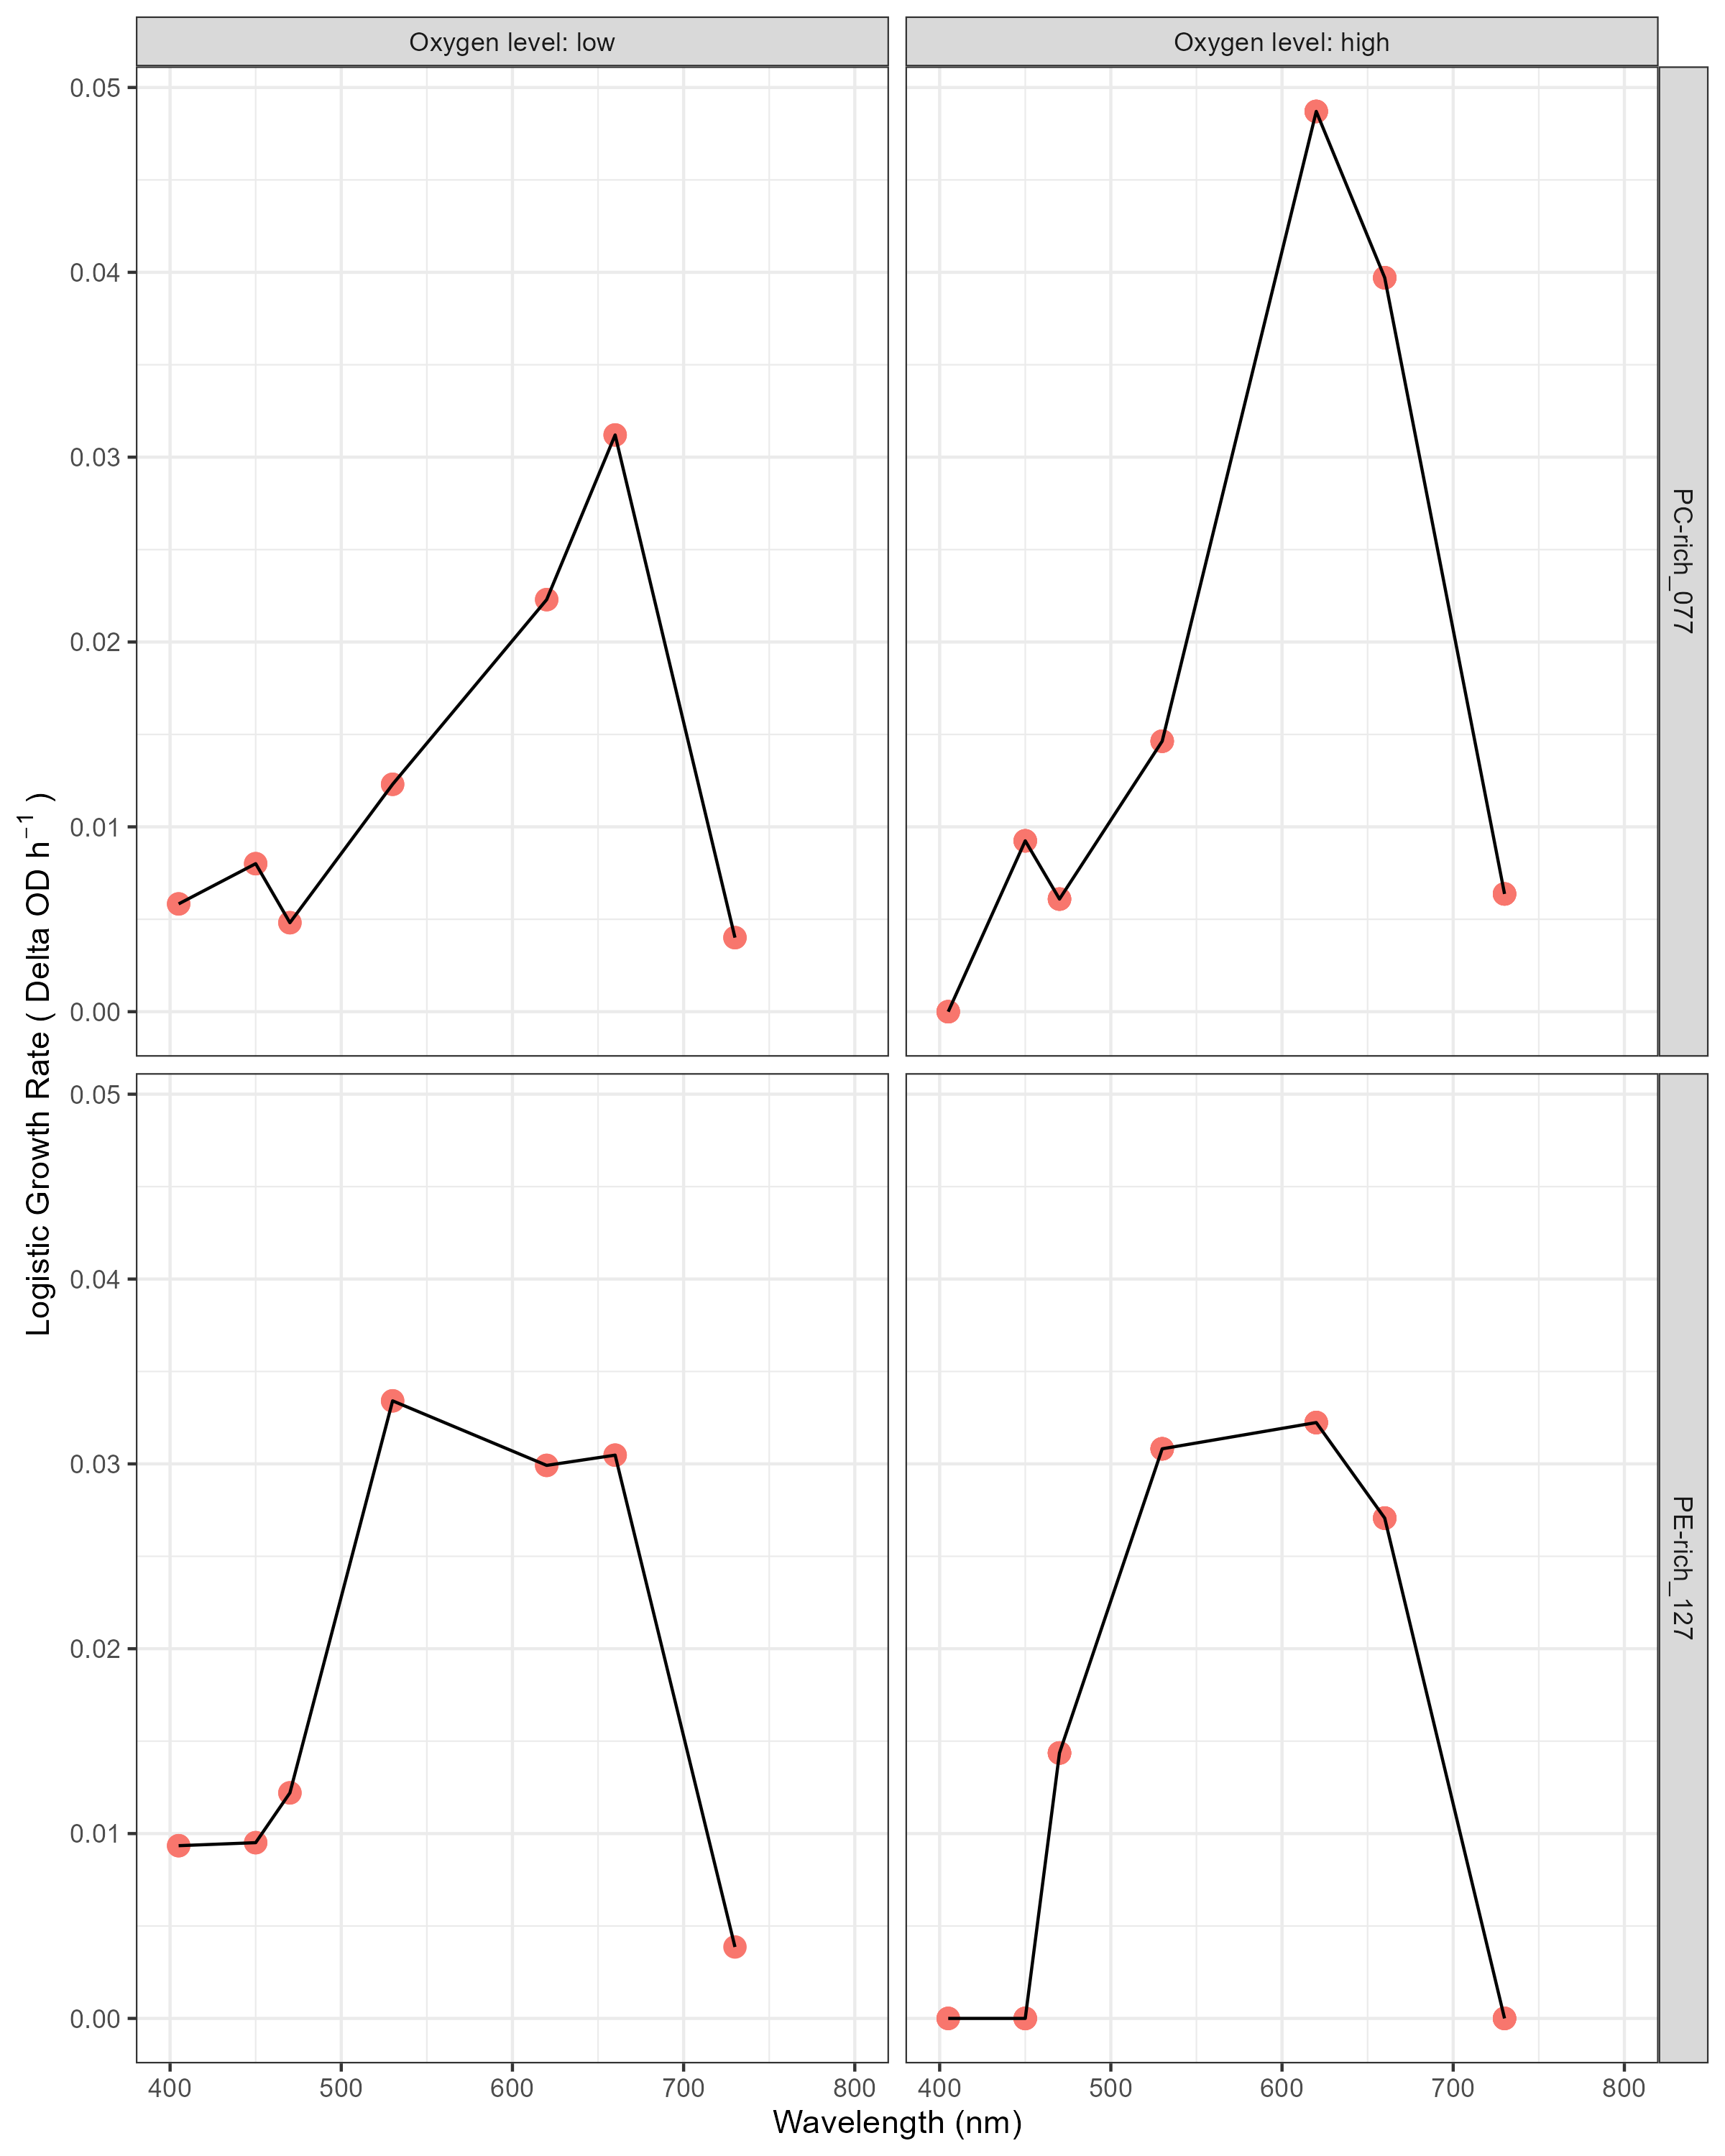 Oxygen level: low
Oxygen level: high
0.05
0.04
0.03
0.02
0.01
0.00
PC-rich_077
Logistic Growth Rate ( Delta OD h⁻¹ )
0.05
0.04
0.03
0.02
0.01
0.00
PE-rich_127
400 500 600 700 800
400 500 600 700 800
Wavelength (nm)